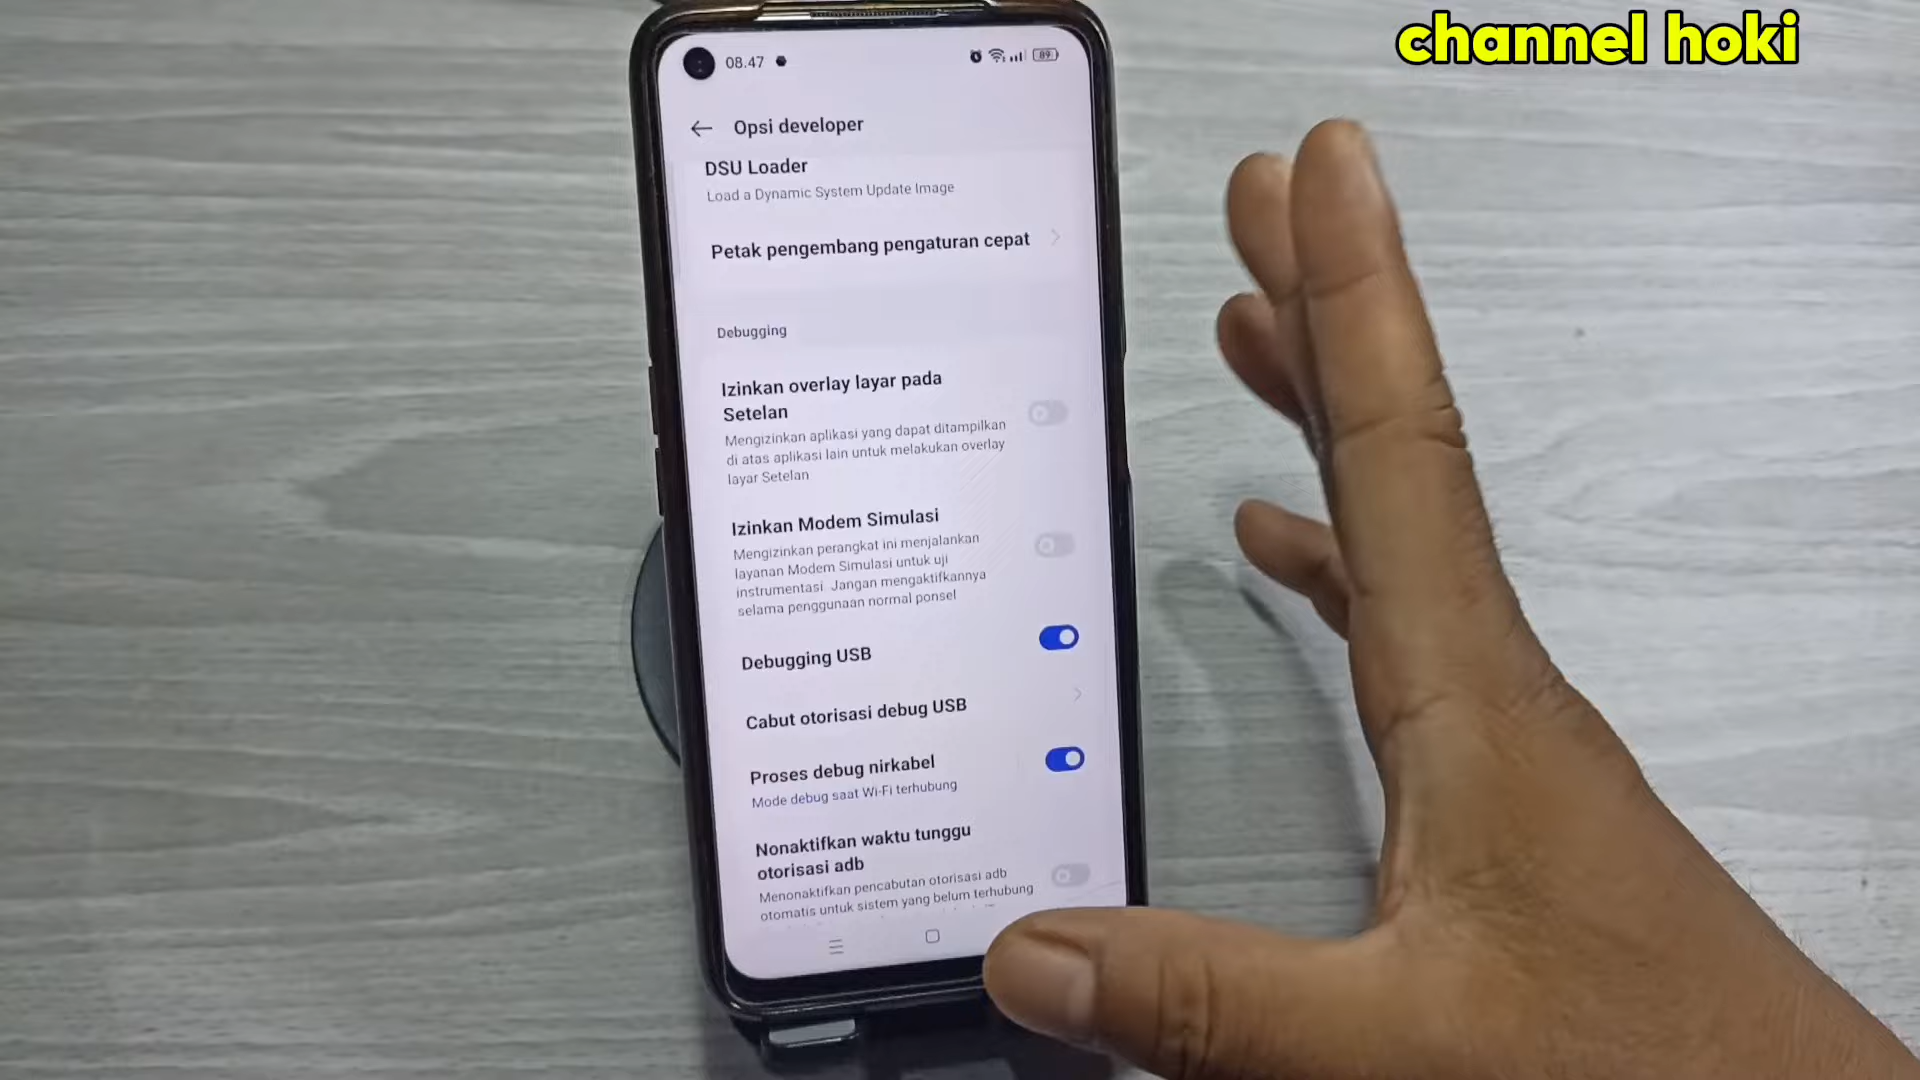 channel hoki
08.47
89
Opsi developer
DSU Loader
Load a Dynamic System Update Image
Petak pengembang pengaturan cepat
Debugging
Izinkan overlay layar pada
Setelan
Mengizinkan aplikasi yang dapat ditampilkan
di atas aplikasi lain untuk melakukan overlay
layar Setelan
Izinkan Modem Simulasi
Mengizinkan perangkat ini menjalankan
layanan Modem Simulasi untuk uji
instrumentasi Jangan mengaktifkannya
selama penggunaan normal ponsel
Debugging USB
Cabut otorisasi debug USB
Proses debug nirkabel
Mode debug saat Wi-Fi terhubung
Nonaktifkan waktu tunggu
otorisasi adb
Menonaktifkan pencabutan otorisasi adb
otomatis untuk sistem yang belum terhubung